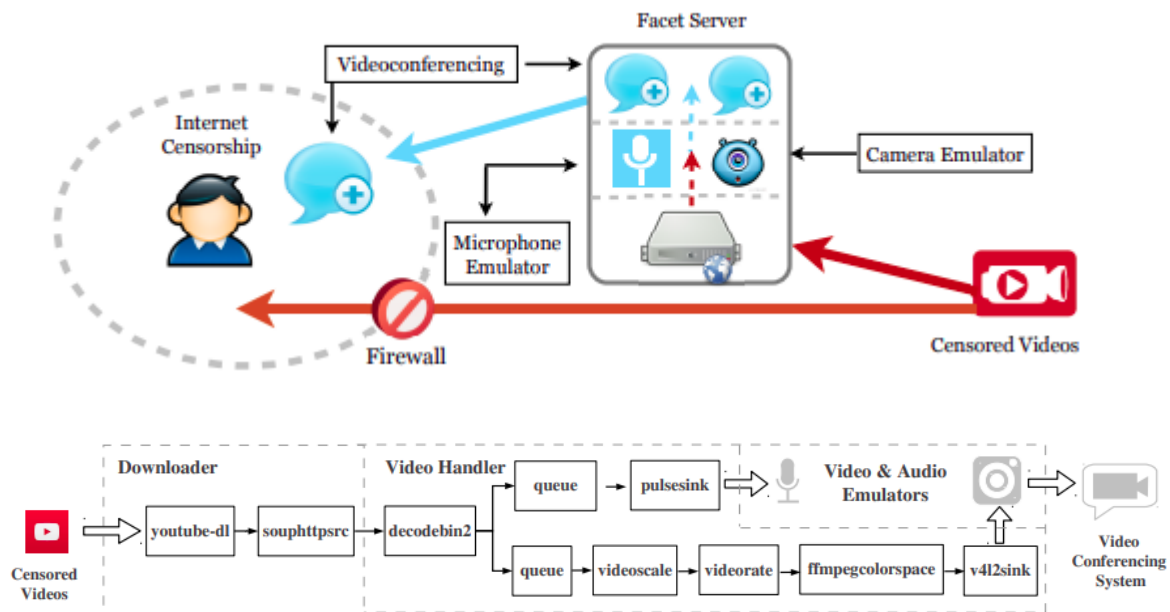 Facet Server
Videoconferencing
Internet
Censorship
Camera Emulator
Microphone
Emulator
Firewall
Censored Videos
Downloader
Video Handler
Video & Audio
Emulators
queue
pulsesink
youtube-dl
souphttpsrc
decodebin2
queue
videoscale
videorate
ffmpegcolorspace
v4l2sink
Censored
Videos
Video
Conferencing
System